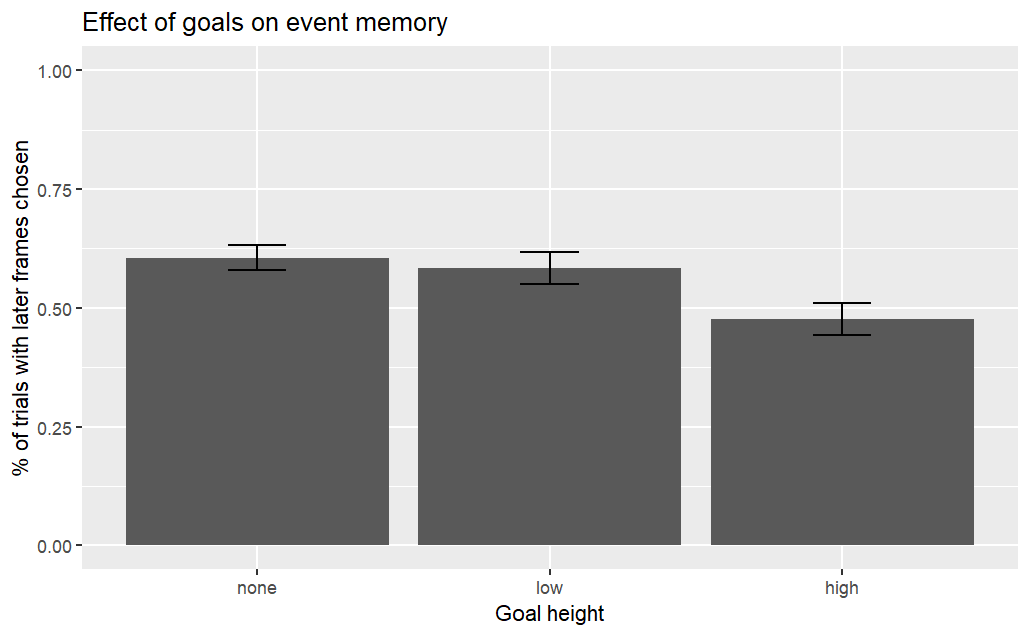 Effect of goals on event memory
% of trials with later frames chosen
1.00
0.75
0.50
0.25
0.00
none low high
Goal height